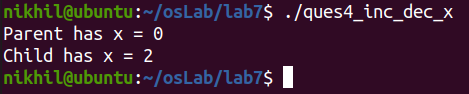 nikhil@ubuntu:~/osLab/lab7$ ./ques4_inc_dec_x
Parent has x = 0
Child has x = 2
nikhil@ubuntu:~/osLab/lab7$